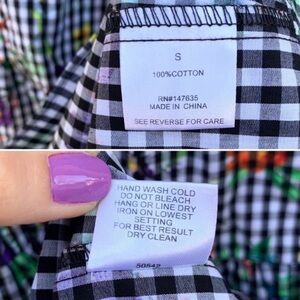 S
100%COTTON
RN#147635
MADE IN CHINA
SEE REVERSE FOR CARE
HAND WASH COLD
DO NOT BLEACH
HANG OR LINE DRY
IRON ON LOWEST
SETTING
FOR BEST RESULT
DRY CLEAN
50542